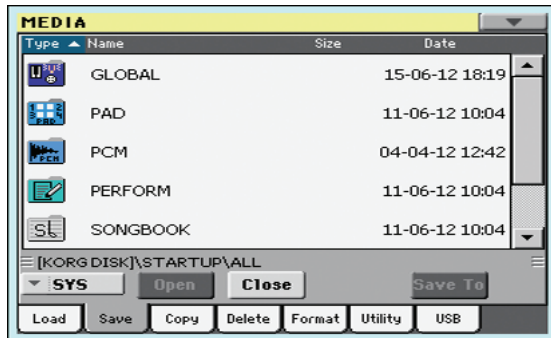 MEDIA
Type Name Size Date
GLOBAL 15-06-12 18:19
PAD 11-06-12 10:04
PCM 04-04-12 12:42
PERFORM 11-06-12 10:04
SONGBOOK 11-06-12 10:04
[KORG DISK]\STARTUP\ALL
SYS Open Close Save To
Load Save Copy Delete Format Utility USB